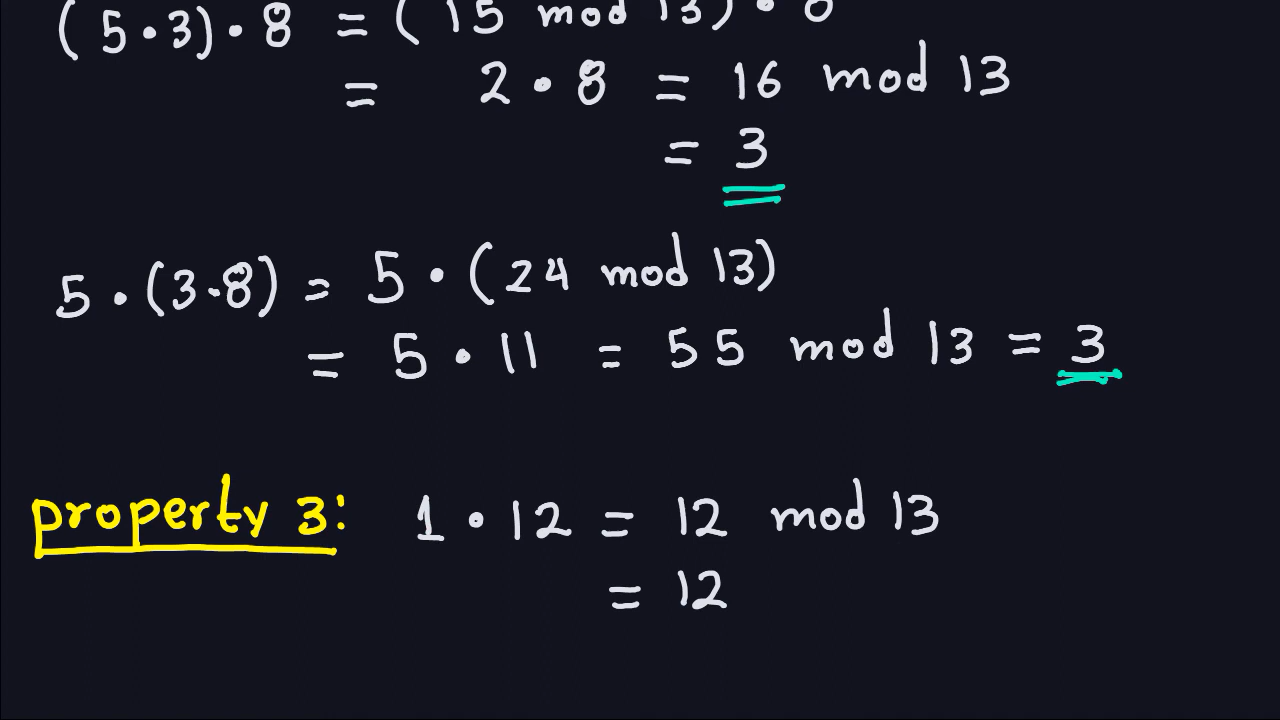 (5·3)·8 = (15 mod 13)·8
= 2·8 = 16 mod 13
= 3
5·(3·8) = 5·(24 mod 13)
= 5·11 = 55 mod 13 = 3
property 3: 1·12 = 12 mod 13
= 12